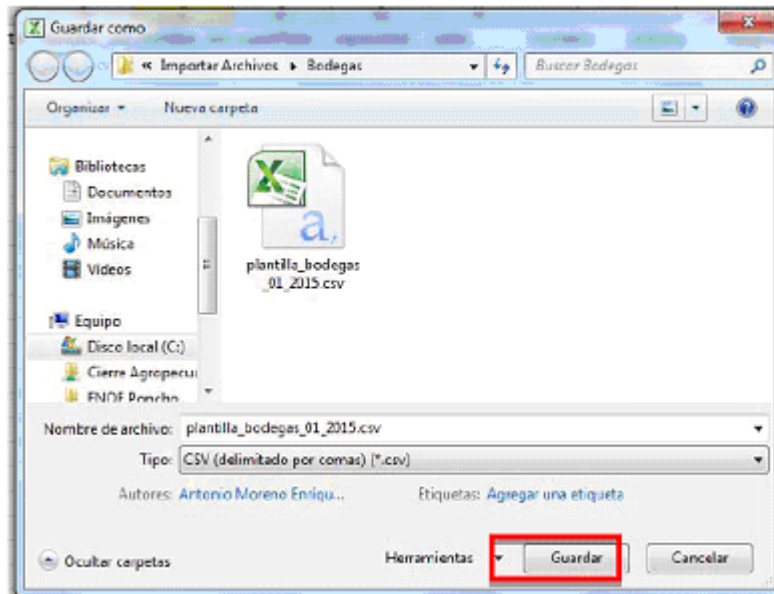 Guardar como
« Importar Archivos ▸ Bodegas
Buscar Bodegas
Organizar
Nueva carpeta
Bibliotecas
Documentos
Imágenes
Música
Videos
Equipo
Disco local (C:)
Cierre Agropecu
plantilla_bodegas
_01_2015.csv
Nombre de archivo: plantilla_bodegas_01_2015.csv
Tipo: CSV (delimitado por comas) (*.csv)
Autores: Antonio Moreno Enriqu...
Etiquetas: Agregar una etiqueta
Ocultar carpetas
Herramientas
Guardar
Cancelar